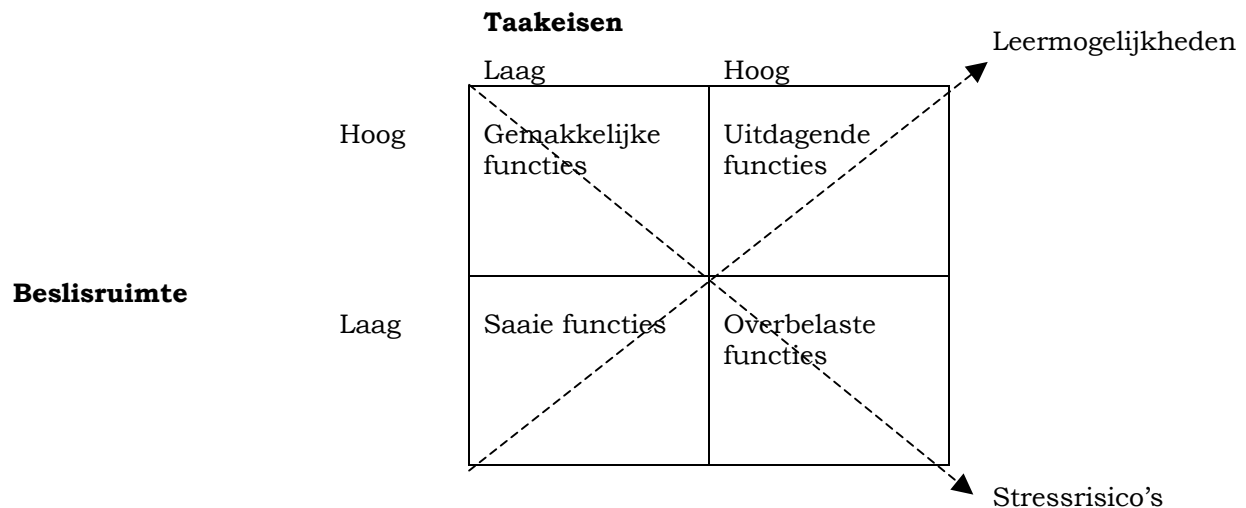 Taakeisen
Leermogelijkheden
Laag Hoog
Hoog Gemakkelijke functies Uitdagende functies
Beslisruimte
Laag Saaie functies Overbelaste functies
Stressrisico's